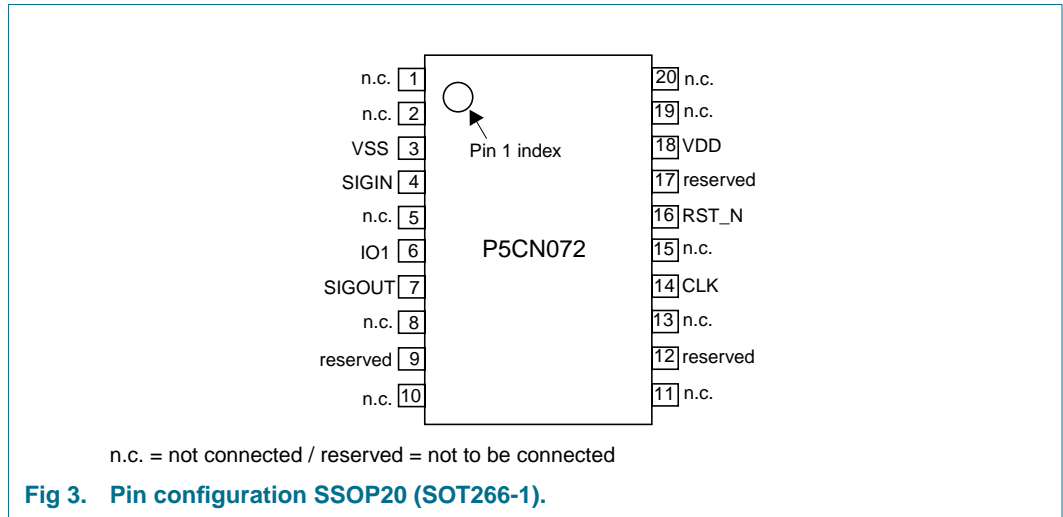 n.c. 1 20 n.c.
n.c. 2 19 n.c.
VSS 3 Pin 1 index 18 VDD
SIGIN 4 17 reserved
n.c. 5 16 RST_N
IO1 6 P5CN072 15 n.c.
SIGOUT 7 14 CLK
n.c. 8 13 n.c.
reserved 9 12 reserved
n.c. 10 11 n.c.
n.c. = not connected / reserved = not to be connected
Fig 3. Pin configuration SSOP20 (SOT266-1).